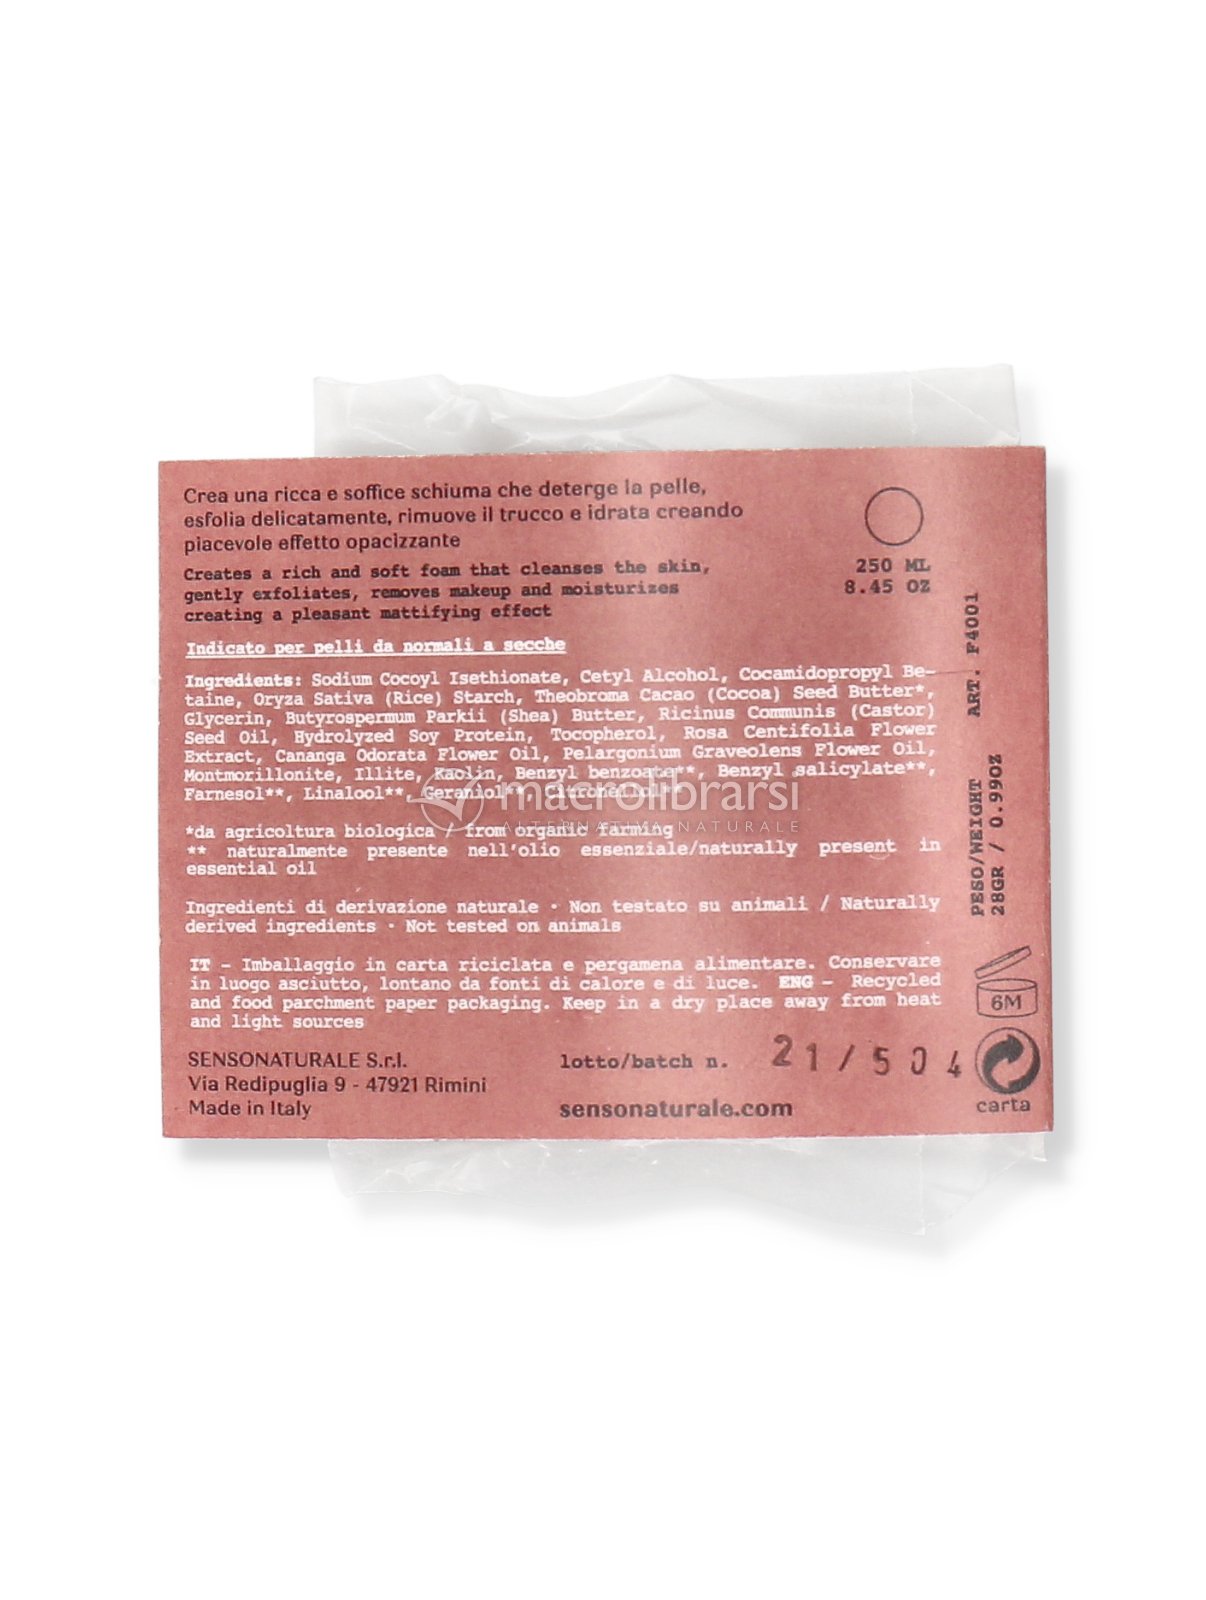 Crea una ricca e soffice schiuma che deterge la pelle,
esfolia delicatamente, rimuove il trucco e idrata creando
piacevole effetto opacizzante
Creates a rich and soft foam that cleanses the skin,
gently exfoliates, removes makeup and moisturizes
creating a pleasant mattifying effect
250 ML
8.45 OZ
Indicato per pelli da normali a secche
Ingredients: Sodium Cocoyl Isethionate, Cetyl Alcohol, Cocamidopropyl Be-
taine, Oryza Sativa (Rice) Starch, Theobroma Cacao (Cocoa) Seed Butter*,
Glycerin, Butyrospermum Parkii (Shea) Butter, Ricinus Communis (Castor)
Seed Oil, Hydrolyzed Soy Protein, Tocopherol, Rosa Centifolia Flower
Extract, Cananga Odorata Flower Oil, Pelargonium Graveolens Flower Oil,
Montmorillonite, Illite, Kaolin, Benzyl benzoate**, Benzyl salicylate**,
Farnesol**, Linalool**, Geraniol**, Citronellol**
macrolibrarsi
ALTERNATIVA NATURALE
*da agricoltura biologica / from organic farming
** naturalmente presente nell'olio essenziale/naturally present in
essential oil
Ingredienti di derivazione naturale · Non testato su animali / Naturally
derived ingredients · Not tested on animals
IT - Imballaggio in carta riciclata e pergamena alimentare. Conservare
in luogo asciutto, lontano da fonti di calore e di luce. ENG - Recycled
and food parchment paper packaging. Keep in a dry place away from heat
and light sources
SENSONATURALE S.r.l.
Via Redipuglia 9 - 47921 Rimini
Made in Italy
lotto/batch n. 21/504
sensonaturale.com
PESO/WEIGHT ART. F4001
28GR / 0.99OZ
6M
carta